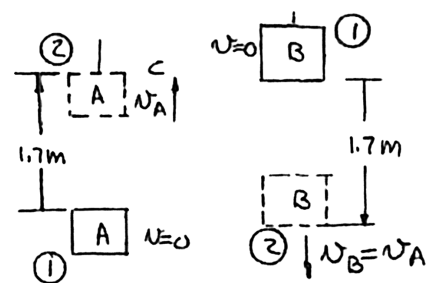 ② C
A v_A
1.7m
A v=0
①
v=0 B ①
1.7m
B
② v_B=v_A